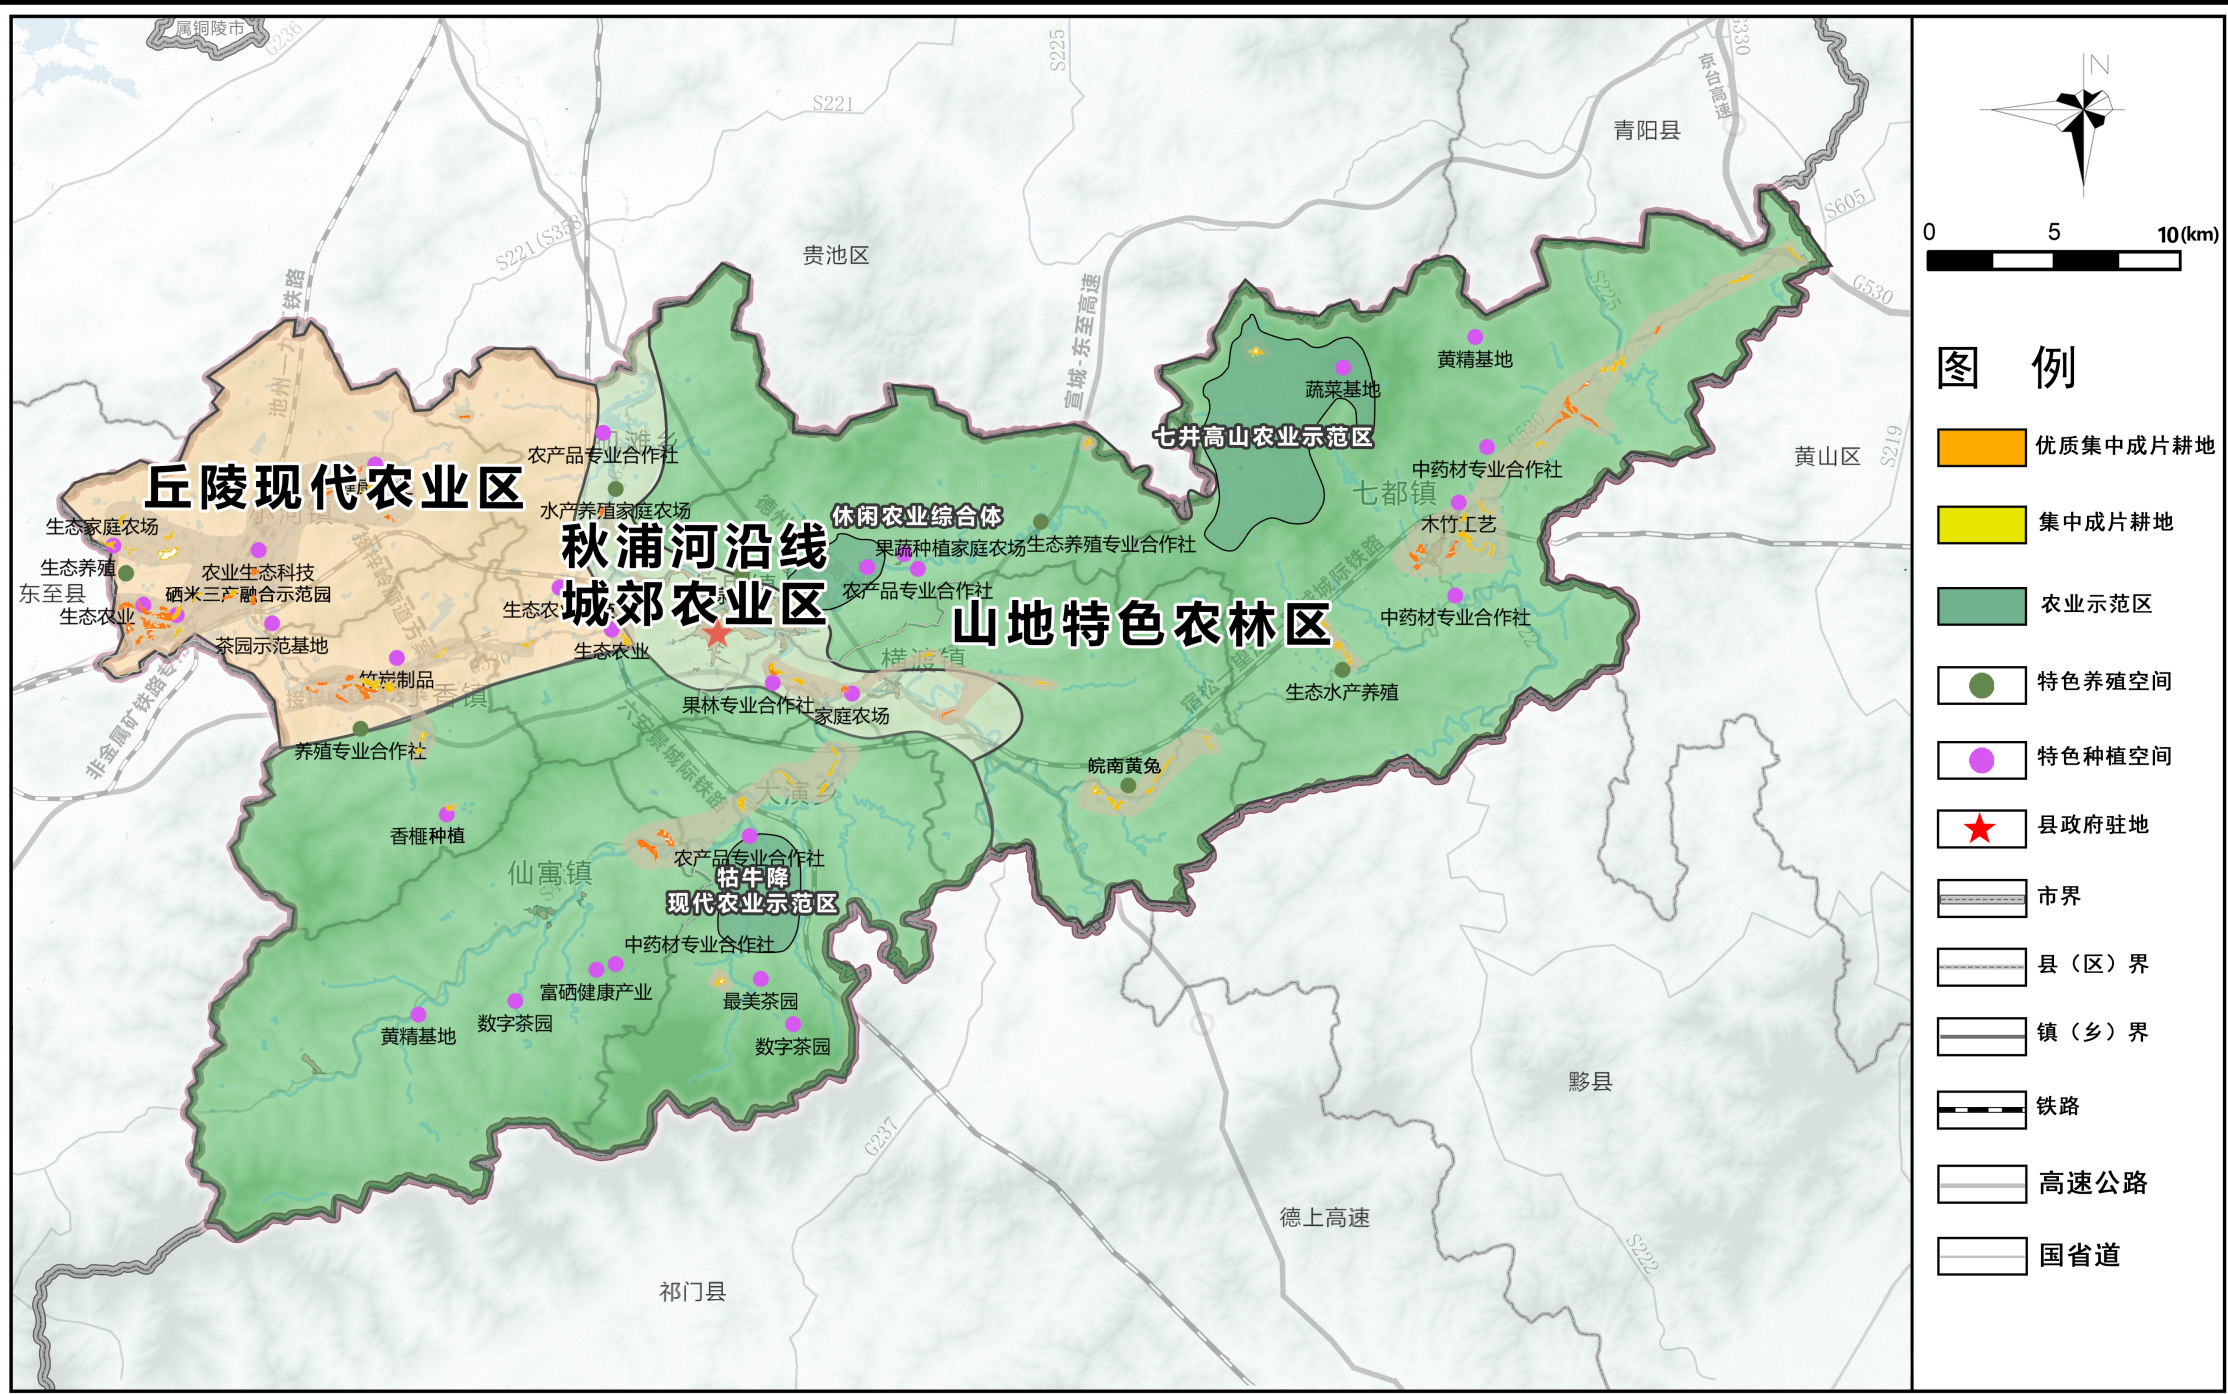 属铜陵市
G236
S225
G330
京台高速
S221
青阳县
S605
S221(S358)
贵池区
G530
S225
宣城-东至高速
黄精基地
蔬菜基地
七井高山农业示范区
G530
黄山区
S219
农产品专业合作社
中药材专业合作社
丘陵现代农业区
七都镇
水产养殖家庭农场
休闲农业综合体
木竹工艺
生态家庭农场
秋浦河沿线
城郊农业区
果蔬种植家庭农场
生态养殖专业合作社
生态养殖
东至县
农业生态科技
硒米三产融合示范园
农产品专业合作社
生态农业
茶园示范基地
生态农业
山地特色农林区
中药材专业合作社
S222
横渡镇
竹炭制品
生态水产养殖
果林专业合作社
家庭农场
养殖专业合作社
六安景城际铁路
皖南黄兔
大演乡
香榧种植
仙寓镇
农产品专业合作社
牯牛降
现代农业示范区
中药材专业合作社
富硒健康产业
最美茶园
数字茶园
黄精基地
数字茶园
黟县
G237
德上高速
S222
祁门县
N
0
5
10(km)
图 例
优质集中成片耕地
集中成片耕地
农业示范区
特色养殖空间
特色种植空间
县政府驻地
市界
县（区）界
镇（乡）界
铁路
高速公路
国省道